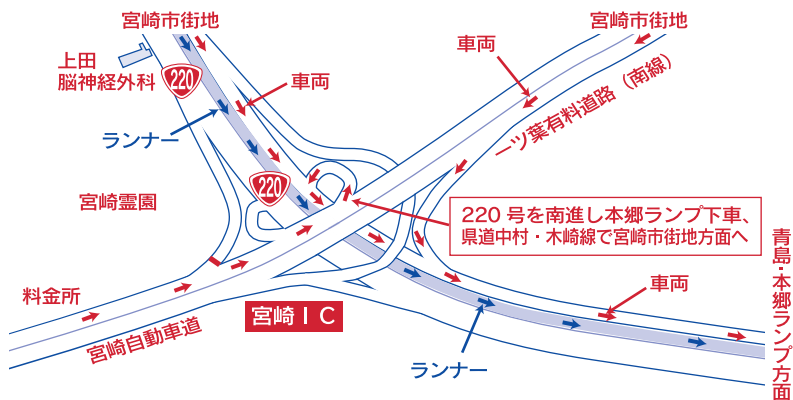 宮崎市街地
宮崎市街地
上田
脳神経外科
220
車両
車両
ランナー
一ツ葉有料道路（南線）
220
宮崎霊園
220号を南進し本郷ランプ下車、
県道中村・木崎線で宮崎市街地方面へ
青島・本郷ランプ方面
料金所
宮崎IC
車両
宮崎自動車道
ランナー